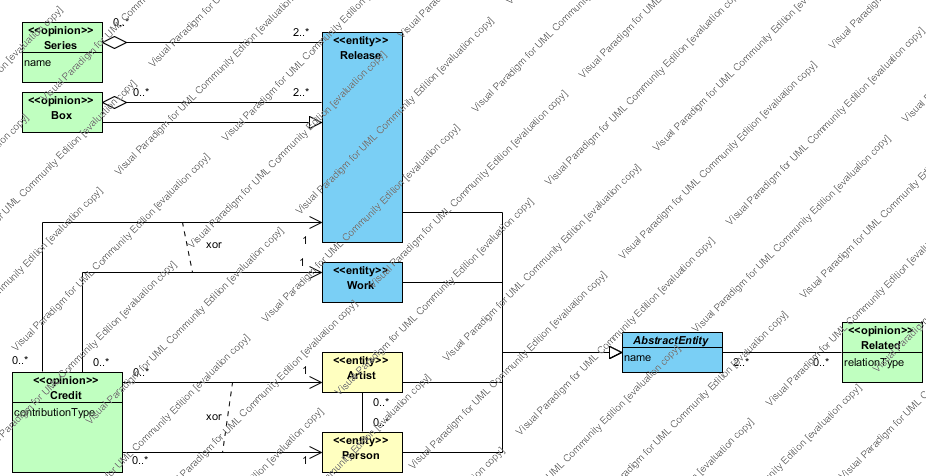 0..*
<<opinion>>
Series
name
2..*
<<entity>>
Release
<<opinion>>
Box
0..*
2..*
xor
1
1
<<entity>>
Work
0..*
0..*
<<opinion>>
Credit
contributionType
0..*
1
<<entity>>
Artist
xor
0..*
0..*
<<entity>>
Person
0..*
1
AbstractEntity
name
2..*
0..*
<<opinion>>
Related
relationType
Visual Paradigm for UML Community Edition [evaluation copy]